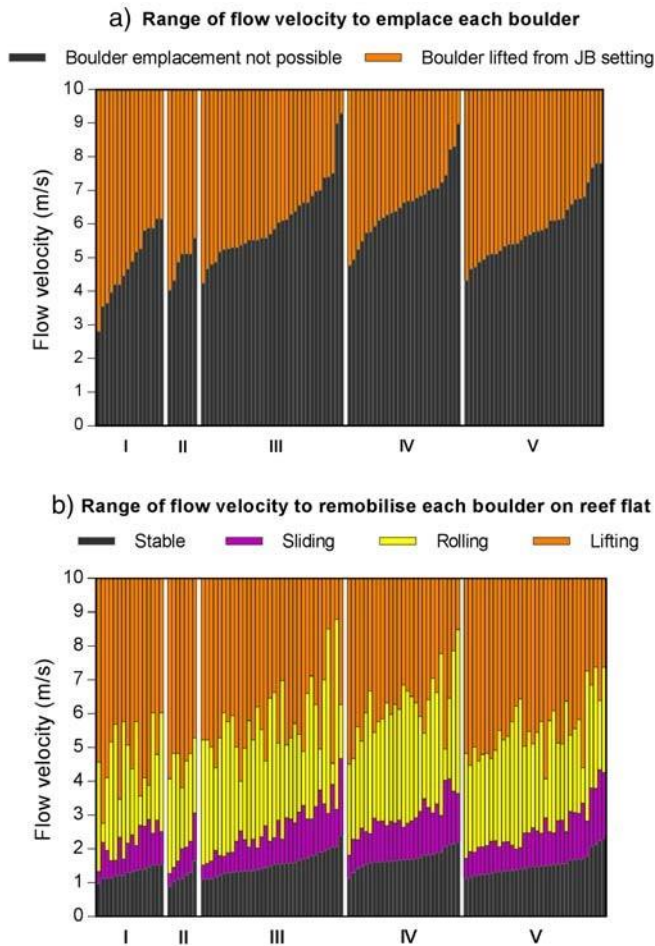 a) Range of flow velocity to emplace each boulder
Boulder emplacement not possible
Boulder lifted from JB setting
10
9
8
7
6
5
4
3
2
1
0
Flow velocity (m/s)
I II III IV V
b) Range of flow velocity to remobilise each boulder on reef flat
Stable Sliding Rolling Lifting
10
9
8
7
6
5
4
3
2
1
0
Flow velocity (m/s)
I II III IV V